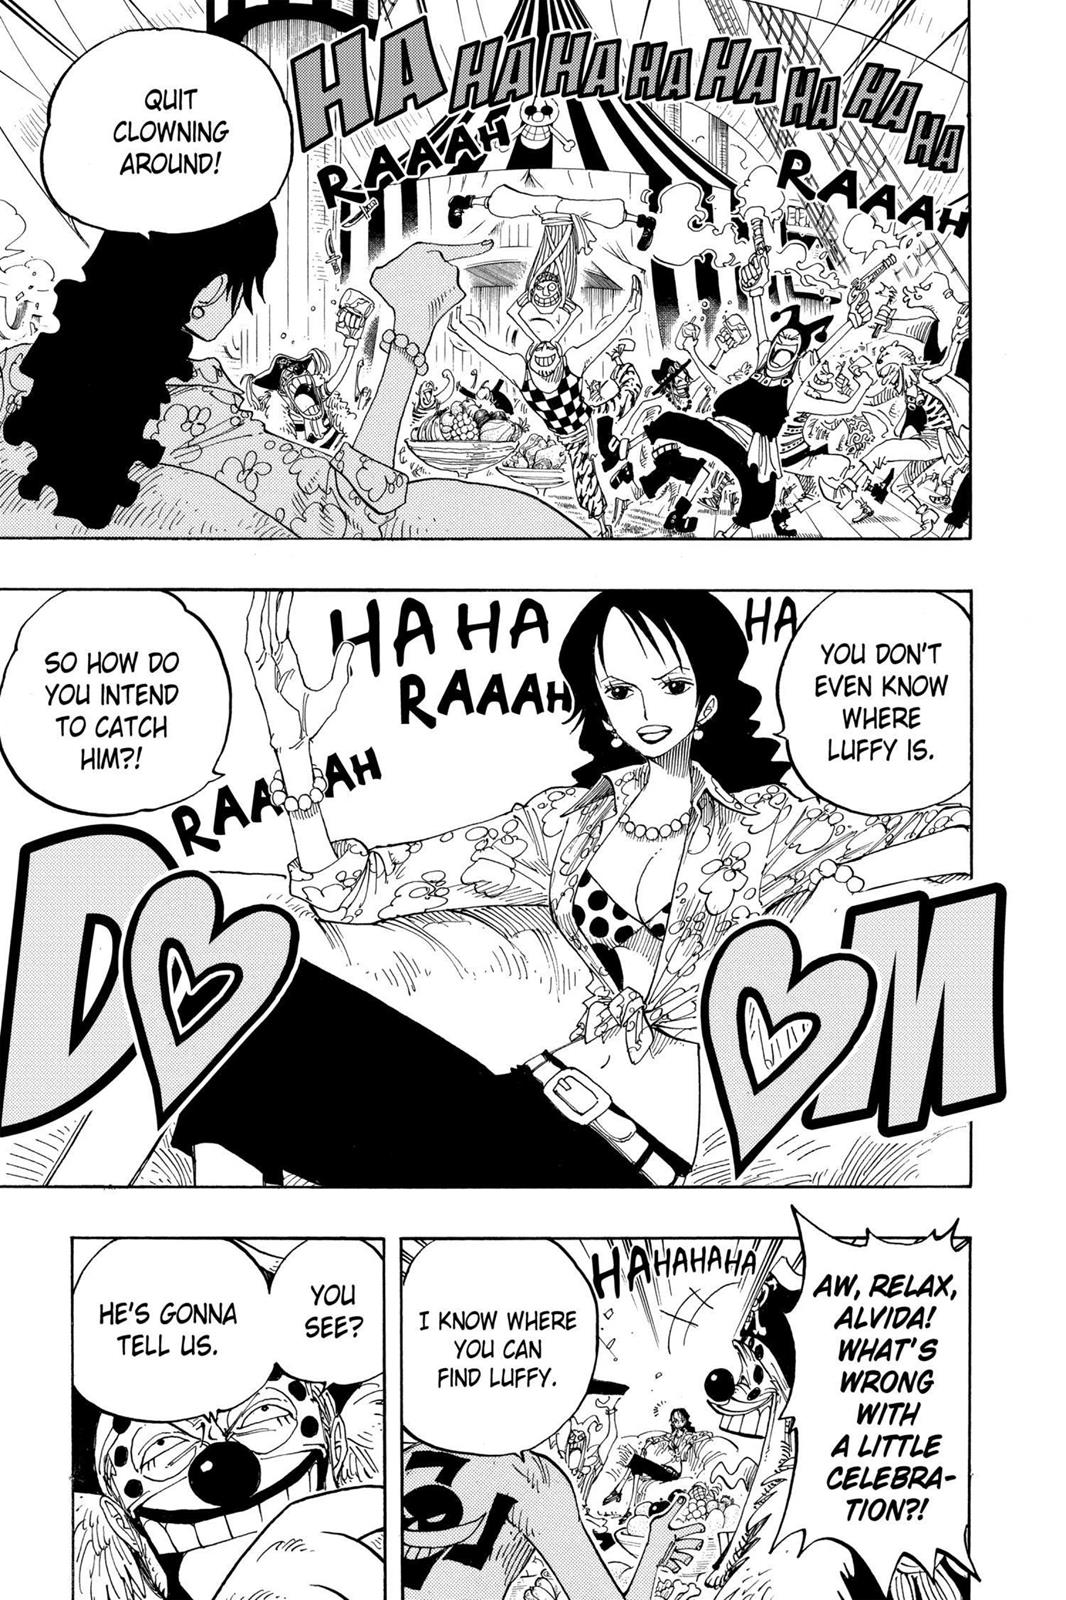 HA HA HA HA HA HA HA HA
RAAAH
RAAAH
QUIT
CLOWNING
AROUND!
YOU DON'T
EVEN KNOW
WHERE
LUFFY IS.
HA
HA HA
RAAAH
RAAAAH
SO HOW DO
YOU INTEND
TO CATCH
HIM?!
DOOM
AW, RELAX,
ALVIDA!
WHAT'S
WRONG
WITH
A LITTLE
CELEBRA-
TION?!
HAHAHAHA
I KNOW WHERE
YOU CAN
FIND LUFFY.
YOU
SEE?
HE'S GONNA
TELL US.